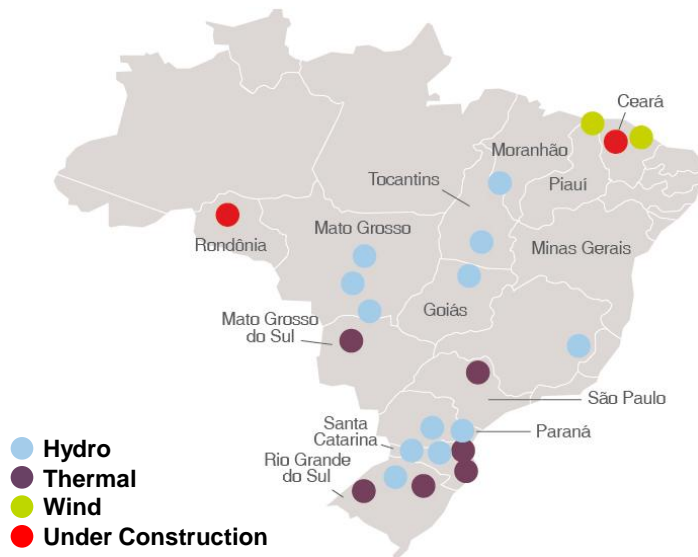 Ceará
Moranhão
Tocantins
Piauí
Mato Grosso
Rondônia
Minas Gerais
Goiás
Mato Grosso
do Sul
São Paulo
Santa
Catarina
Paraná
Rio Grande
do Sul
Hydro
Thermal
Wind
Under Construction